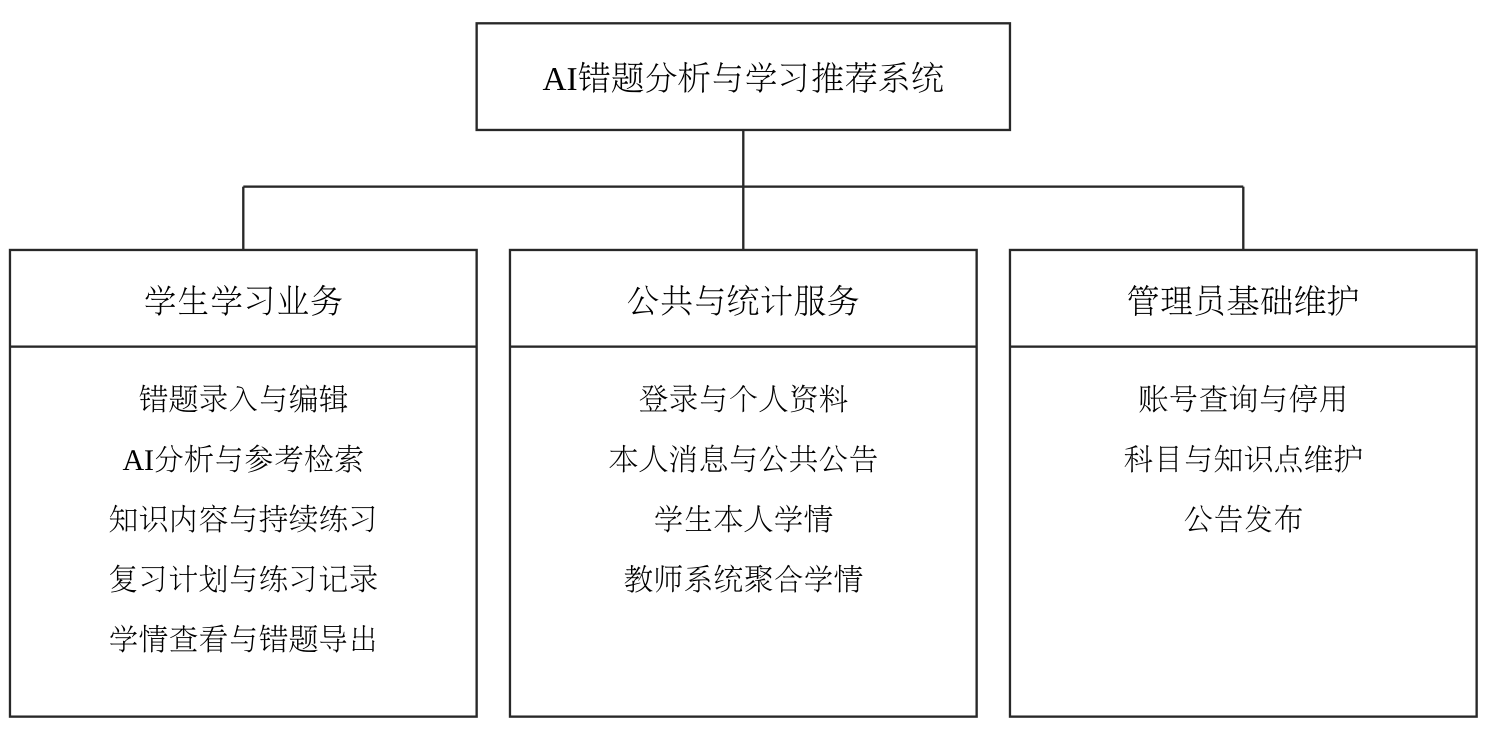 AI错题分析与学习推荐系统
学生学习业务
错题录入与编辑
AI分析与参考检索
知识内容与持续练习
复习计划与练习记录
学情查看与错题导出
公共与统计服务
登录与个人资料
本人消息与公共公告
学生本人学情
教师系统聚合学情
管理员基础维护
账号查询与停用
科目与知识点维护
公告发布